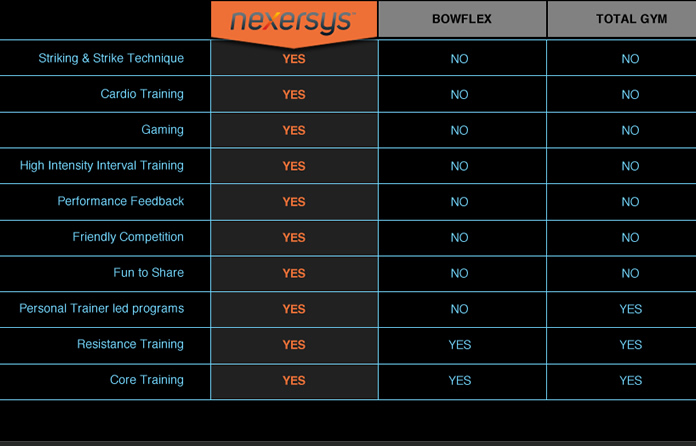 nexersys™ BOWFLEX TOTAL GYM
Striking & Strike Technique YES NO NO
Cardio Training YES NO NO
Gaming YES NO NO
High Intensity Interval Training YES NO NO
Performance Feedback YES NO NO
Friendly Competition YES NO NO
Fun to Share YES NO NO
Personal Trainer led programs YES NO YES
Resistance Training YES YES YES
Core Training YES YES YES